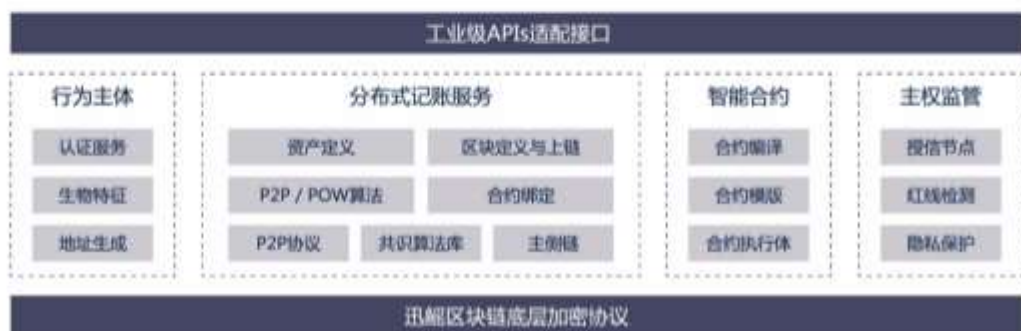 工业级APIs适配接口
行为主体
认证服务
生物特征
地址生成
分布式记账服务
资产定义
区块定义与上链
P2P / POW算法
合约绑定
P2P协议
共识算法库
主侧链
智能合约
合约编译
合约模版
合约执行体
主权监管
授信节点
红线检测
隐私保护
迅鳐区块链底层加密协议